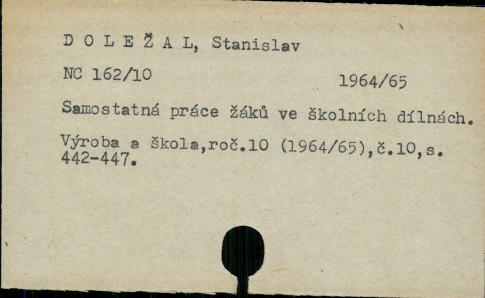 D O L E Ž A L, Stanislav
NC 162/10 1964/65
Samostatná práce žáků ve školních dílnách.
Výroba a škola,roč.10 (1964/65),č.10,s.
442-447.